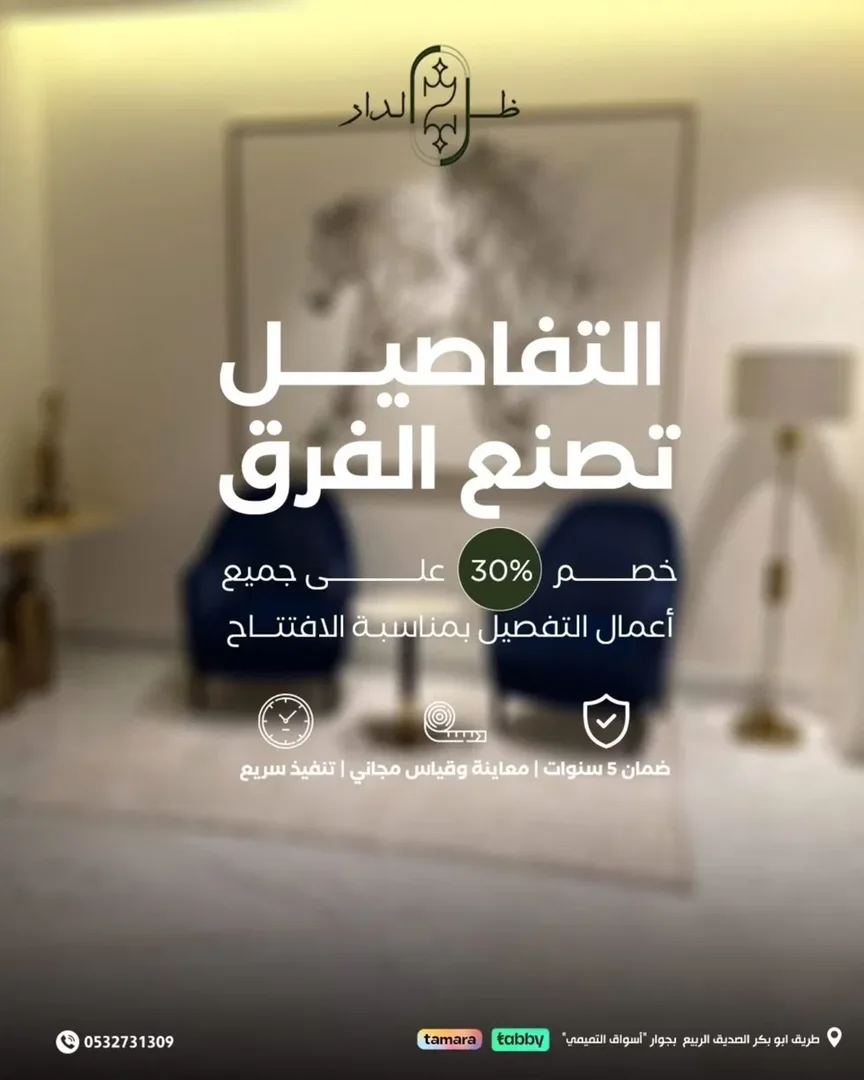 ظل الدار
التفاصيل
تصنع الفرق
خصم 30% على جميع
أعمال التفصيل بمناسبة الافتتاح
ضمان 5 سنوات | معاينة وقياس مجاني | تنفيذ سريع
طريق ابو بكر الصديق الربيع بجوار "أسواق التميمي" tabby tamara
0532731309